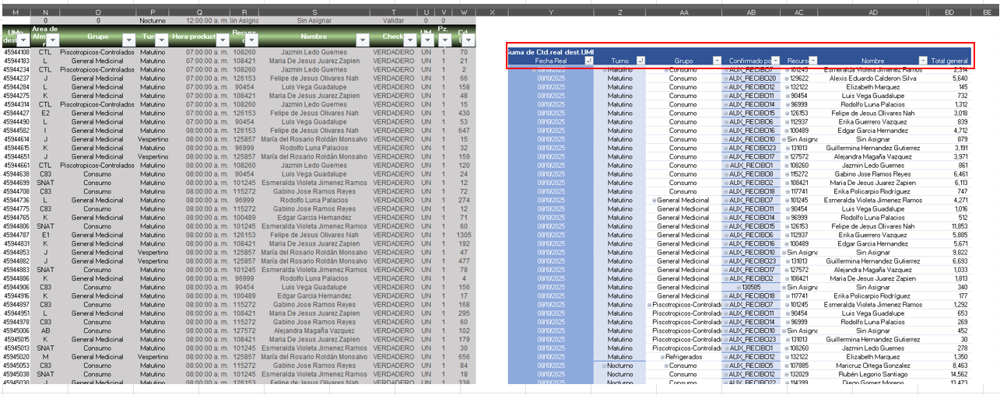 M N O P Q R S T U V W X Y Z AA AB AC AD BD BE
0 0 Nocturno 12:00:00 a. m. Sin Asignar Validar 0 0
Area de Grupo Hora product Nombre Check UM Pz. Cd.
45944108 CTL Piscotropicos-Controlados Matutino 07:00:00 a. m. 108260 Jazmin Ledo Guemes VERDADERO UN 1 70
45944183 L General Medicinal Matutino 07:00:00 a. m. 108421 Maria De Jesus Juarez Zapien VERDADERO UN 1 21
45944234 CTL Piscotropicos-Controlados Matutino 07:00:00 a. m. 108260 Jazmin Ledo Guemes VERDADERO UN 1 2
45944237 J General Medicinal Matutino 07:00:00 a. m. 126153 Felipe de Jesus Olivares Nah VERDADERO UN 1 66
45944284 L General Medicinal Matutino 07:00:00 a. m. 90454 Luis Vega Guadalupe VERDADERO UN 1 158
45944275 K General Medicinal Matutino 07:00:00 a. m. 108421 Maria De Jesus Juarez Zapien VERDADERO UN 1 48
45944314 CTL Piscotropicos-Controlados Matutino 07:00:00 a. m. 108260 Jazmin Ledo Guemes VERDADERO UN 1 15
45944427 E2 General Medicinal Matutino 07:00:00 a. m. 126153 Felipe de Jesus Olivares Nah VERDADERO UN 1 430
45944490 L General Medicinal Matutino 07:00:00 a. m. 90454 Luis Vega Guadalupe VERDADERO UN 1 53
45944582 I General Medicinal Matutino 07:00:00 a. m. 126153 Felipe de Jesus Olivares Nah VERDADERO UN 1 647
45944614 J General Medicinal Vespertino 07:00:00 a. m. 125857 María del Rosario Roldán Monsalvo VERDADERO UN 1 15
45944615 K General Medicinal Matutino 07:00:00 a. m. 96999 Rodolfo Luna Palacios VERDADERO UN 1 32
45944651 J General Medicinal Vespertino 08:00:00 a. m. 125857 María del Rosario Roldán Monsalvo VERDADERO UN 1 159
45944661 CTL Piscotropicos-Controlados Matutino 08:00:00 a. m. 108260 Jazmin Ledo Guemes VERDADERO UN 1 120
45944638 C83 Consumo Matutino 08:00:00 a. m. 90454 Luis Vega Guadalupe VERDADERO UN 1 24
45944699 SNAT Consumo Matutino 08:00:00 a. m. 101245 Esmeralda Violeta Jimenez Ramos VERDADERO UN 1 12
45944708 C83 Consumo Matutino 08:00:00 a. m. 115272 Gabino Jose Ramos Reyes VERDADERO UN 1 72
45944736 L General Medicinal Matutino 08:00:00 a. m. 90454 Luis Vega Guadalupe VERDADERO UN 1 274
45944775 C83 Consumo Matutino 08:00:00 a. m. 115272 Gabino Jose Ramos Reyes VERDADERO UN 1 12
45944765 K General Medicinal Matutino 08:00:00 a. m. 100489 Edgar Garcia Hernandez VERDADERO UN 1 71
45944806 SNAT Consumo Matutino 08:00:00 a. m. 101245 Esmeralda Violeta Jimenez Ramos VERDADERO UN 1 60
45944787 E1 General Medicinal Matutino 08:00:00 a. m. 126153 Felipe de Jesus Olivares Nah VERDADERO UN 1 1305
45944831 K General Medicinal Matutino 08:00:00 a. m. 108421 Maria De Jesus Juarez Zapien VERDADERO UN 1 192
45944853 J General Medicinal Vespertino 08:00:00 a. m. 125857 María del Rosario Roldán Monsalvo VERDADERO UN 1 47
45944882 J General Medicinal Vespertino 08:00:00 a. m. 125857 María del Rosario Roldán Monsalvo VERDADERO UN 1 477
45944883 SNAT Consumo Matutino 08:00:00 a. m. 101245 Esmeralda Violeta Jimenez Ramos VERDADERO UN 1 78
45944886 K General Medicinal Matutino 08:00:00 a. m. 96999 Rodolfo Luna Palacios VERDADERO UN 1 4
45944906 C83 Consumo Matutino 08:00:00 a. m. 90454 Luis Vega Guadalupe VERDADERO UN 1 156
45944916 K General Medicinal Matutino 08:00:00 a. m. 100489 Edgar Garcia Hernandez VERDADERO UN 1 17
45944897 C83 Consumo Matutino 08:00:00 a. m. 115272 Gabino Jose Ramos Reyes VERDADERO UN 1 168
45944951 L General Medicinal Matutino 08:00:00 a. m. 108421 Maria De Jesus Juarez Zapien VERDADERO UN 1 295
45944978 C83 Consumo Matutino 08:00:00 a. m. 115272 Gabino Jose Ramos Reyes VERDADERO UN 1 60
45945006 AB Consumo Matutino 08:00:00 a. m. 127572 Alejandra Magaña Vazquez VERDADERO UN 1 102
45945015 K General Medicinal Matutino 08:00:00 a. m. 108421 Maria De Jesus Juarez Zapien VERDADERO UN 1 179
45945013 SNAT Consumo Matutino 08:00:00 a. m. 101245 Esmeralda Violeta Jimenez Ramos VERDADERO UN 1 30
45945020 M General Medicinal Vespertino 08:00:00 a. m. 125857 María del Rosario Roldán Monsalvo VERDADERO UN 1 656
45945053 C83 Consumo Matutino 08:00:00 a. m. 115272 Gabino Jose Ramos Reyes VERDADERO UN 1 84
45945038 SNAT Consumo Matutino 08:00:00 a. m. 101245 Esmeralda Violeta Jimenez Ramos VERDADERO UN 1 18
45945030 J General Medicinal Matutino 08:00:00 a. m. 126153 Felipe de Jesus Olivares Nah VERDADERO UN 1 338
Suma de Ctd.real dest.UMI
Fecha Real Turno Grupo Confirmado po Recurs Nombre Total general
08/10/2025 Matutino Consumo AUX_RECIBO7 101245 Esmeralda Violeta Jimenez Ramos 2,314
08/10/2025 Matutino Consumo AUX_RECIBO20 129622 Alexis Eduardo Calderon Silva 5,640
08/10/2025 Matutino Consumo AUX_RECIBO12 132122 Elizabeth Marquez 145
08/10/2025 Matutino Consumo AUX_RECIBO11 90454 Luis Vega Guadalupe 732
08/10/2025 Matutino Consumo AUX_RECIBO14 96999 Rodolfo Luna Palacios 1,312
08/10/2025 Matutino Consumo AUX_RECIBO15 126153 Felipe de Jesus Olivares Nah 3,018
08/10/2025 Matutino Consumo AUX_RECIBO6 112937 Erika Guerrero Vazquez 839
08/10/2025 Matutino Consumo AUX_RECIBO16 100489 Edgar Garcia Hernandez 4,712
08/10/2025 Matutino Consumo AUX_RECIBO10 Sin Asigna Sin Asignar 879
08/10/2025 Matutino Consumo AUX_RECIBO23 131013 Guillermina Hernandez Gutierrez 3,191
08/10/2025 Matutino Consumo AUX_RECIBO17 127572 Alejandra Magaña Vazquez 3,971
08/10/2025 Matutino Consumo AUX_RECIBO1 108260 Jazmin Ledo Guemes 861
08/10/2025 Matutino Consumo AUX_RECIBO8 115272 Gabino Jose Ramos Reyes 6,461
08/10/2025 Matutino Consumo AUX_RECIBO2 108421 Maria De Jesus Juarez Zapien 6,113
08/10/2025 Matutino Consumo AUX_RECIBO18 117741 Erika Policarpio Rodríguez 747
08/10/2025 Matutino General Medicinal AUX_RECIBO7 101245 Esmeralda Violeta Jimenez Ramos 4,271
08/10/2025 Matutino General Medicinal AUX_RECIBO11 90454 Luis Vega Guadalupe 1,016
08/10/2025 Matutino General Medicinal AUX_RECIBO14 96999 Rodolfo Luna Palacios 512
08/10/2025 Matutino General Medicinal AUX_RECIBO15 126153 Felipe de Jesus Olivares Nah 11,853
08/10/2025 Matutino General Medicinal AUX_RECIBO6 112937 Erika Guerrero Vazquez 5,885
08/10/2025 Matutino General Medicinal AUX_RECIBO16 100489 Edgar Garcia Hernandez 5,671
08/10/2025 Matutino General Medicinal AUX_RECIBO10 Sin Asigna Sin Asignar 9,822
08/10/2025 Matutino General Medicinal AUX_RECIBO23 131013 Guillermina Hernandez Gutierrez 6,693
08/10/2025 Matutino General Medicinal AUX_RECIBO17 127572 Alejandra Magaña Vazquez 1,033
08/10/2025 Matutino General Medicinal AUX_RECIBO2 108421 Maria De Jesus Juarez Zapien 1,813
08/10/2025 Matutino General Medicinal 130585 Sin Asigna Sin Asignar 340
08/10/2025 Matutino General Medicinal AUX_RECIBO18 117741 Erika Policarpio Rodríguez 177
08/10/2025 Matutino Piscotropicos-Controlad AUX_RECIBO7 101245 Esmeralda Violeta Jimenez Ramos 1,292
08/10/2025 Matutino Piscotropicos-Controlad AUX_RECIBO11 90454 Luis Vega Guadalupe 653
08/10/2025 Matutino Piscotropicos-Controlad AUX_RECIBO14 96999 Rodolfo Luna Palacios 269
08/10/2025 Matutino Piscotropicos-Controlad AUX_RECIBO10 Sin Asigna Sin Asignar 452
08/10/2025 Matutino Piscotropicos-Controlad AUX_RECIBO23 131013 Guillermina Hernandez Gutierrez 30
08/10/2025 Matutino Piscotropicos-Controlad AUX_RECIBO1 108260 Jazmin Ledo Guemes 278
08/10/2025 Matutino Refrigerados AUX_RECIBO12 132122 Elizabeth Marquez 1,350
08/10/2025 Nocturno Consumo AUX_RECIBO5 107885 Maricruz Ortega Gonzalez 8,463
08/10/2025 Nocturno Consumo AUX_RECIBO12 132029 Rubén Legorio Santiago 14,562
08/10/2025 Nocturno Consumo AUX_RECIBO22 114399 Diego Gomez Moreno 13,473